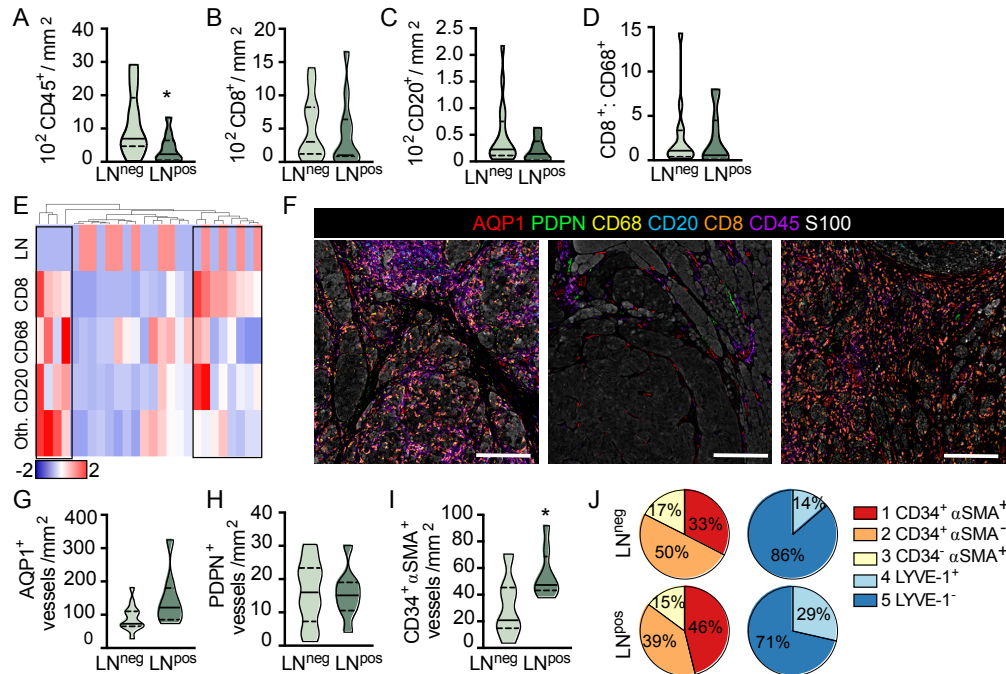 A
10² CD45⁺/ mm²
40
30
20
10
0
*
LNneg LNpos
B
10² CD8⁺/ mm²
20
15
10
5
0
LNneg LNpos
C
10² CD20⁺/ mm²
2.5
2.0
1.5
1.0
0.5
0
LNneg LNpos
D
CD8⁺: CD68⁺
15
10
5
0
LNneg LNpos
E
LN
CD8
CD68
CD20
Oth.
-2 2
F
AQP1 PDPN CD68 CD20 CD8 CD45 S100
G
AQP1⁺
vessels /mm²
400
300
200
100
0
LNneg LNpos
H
PDPN⁺
vessels /mm²
40
30
20
10
0
LNneg LNpos
I
CD34⁺ αSMA⁺
vessels /mm²
100
80
60
40
20
0
*
LNneg LNpos
J
LNneg
17% 33%
50%
14%
86%
LNpos
15% 46%
39%
29%
71%
1 CD34⁺ αSMA⁺
2 CD34⁺ αSMA⁻
3 CD34⁻ αSMA⁺
4 LYVE-1⁺
5 LYVE-1⁻